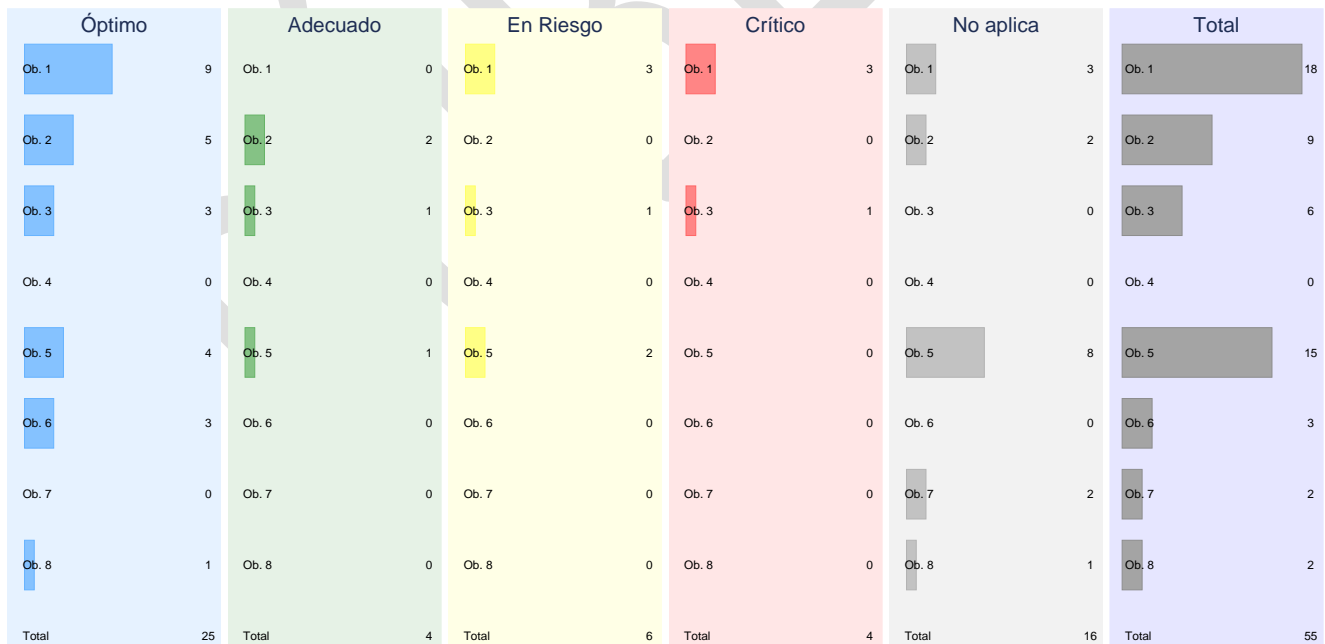 Óptimo Adecuado En Riesgo Crítico No aplica Total
Ob. 1 9 Ob. 1 0 Ob. 1 3 Ob. 1 3 Ob. 1 3 Ob. 1 18
Ob. 2 5 Ob. 2 2 Ob. 2 0 Ob. 2 0 Ob. 2 2 Ob. 2 9
Ob. 3 3 Ob. 3 1 Ob. 3 1 Ob. 3 1 Ob. 3 0 Ob. 3 6
Ob. 4 0 Ob. 4 0 Ob. 4 0 Ob. 4 0 Ob. 4 0 Ob. 4 0
Ob. 5 4 Ob. 5 1 Ob. 5 2 Ob. 5 0 Ob. 5 8 Ob. 5 15
Ob. 6 3 Ob. 6 0 Ob. 6 0 Ob. 6 0 Ob. 6 0 Ob. 6 3
Ob. 7 0 Ob. 7 0 Ob. 7 0 Ob. 7 0 Ob. 7 2 Ob. 7 2
Ob. 8 1 Ob. 8 0 Ob. 8 0 Ob. 8 0 Ob. 8 1 Ob. 8 2
Total 25 Total 4 Total 6 Total 4 Total 16 Total 55